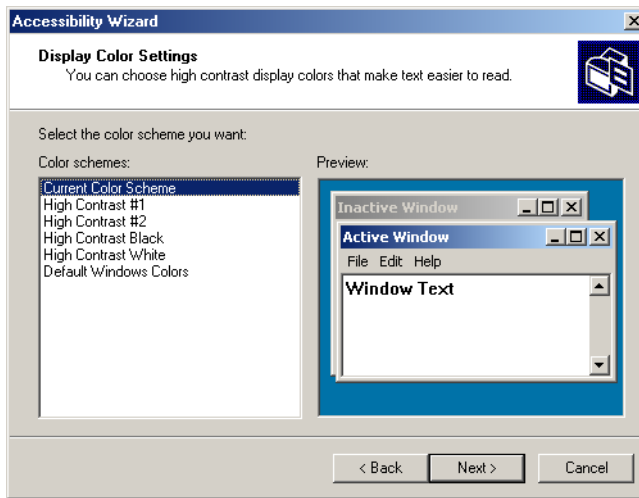 Accessibility Wizard
Display Color Settings
You can choose high contrast display colors that make text easier to read.
Select the color scheme you want:
Color schemes:
Current Color Scheme
High Contrast #1
High Contrast #2
High Contrast Black
High Contrast White
Default Windows Colors
Preview:
Inactive Window
Active Window
File Edit Help
Window Text
< Back Next > Cancel